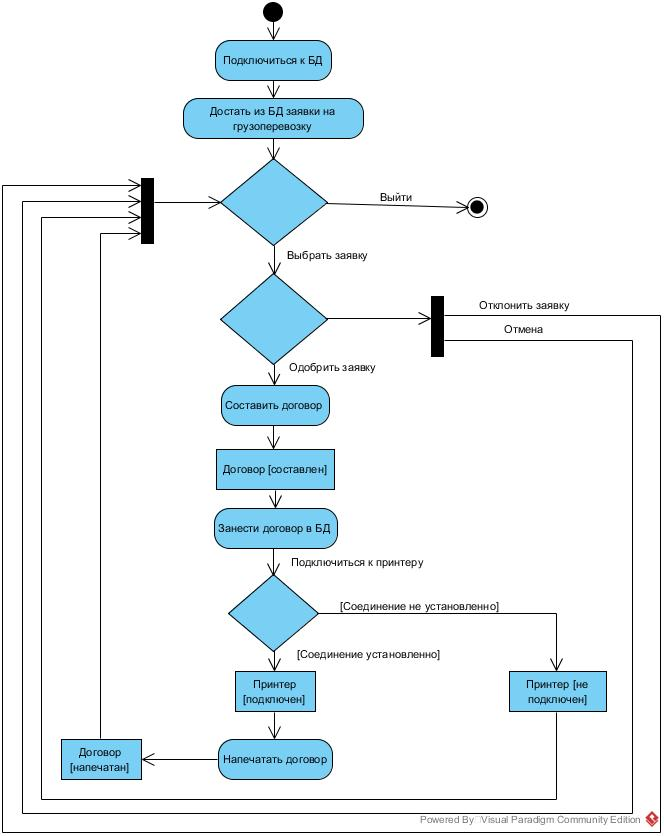 Подключиться к БД
Достать из БД заявки на
грузоперевозку
Выйти
Выбрать заявку
Отклонить заявку
Отмена
Одобрить заявку
Составить договор
Договор [составлен]
Занести договор в БД
Подключиться к принтеру
[Соединение не установленно]
[Соединение установленно]
Принтер
[подключен]
Принтер [не
подключен]
Договор
[напечатан]
Напечатать договор
Powered By Visual Paradigm Community Edition